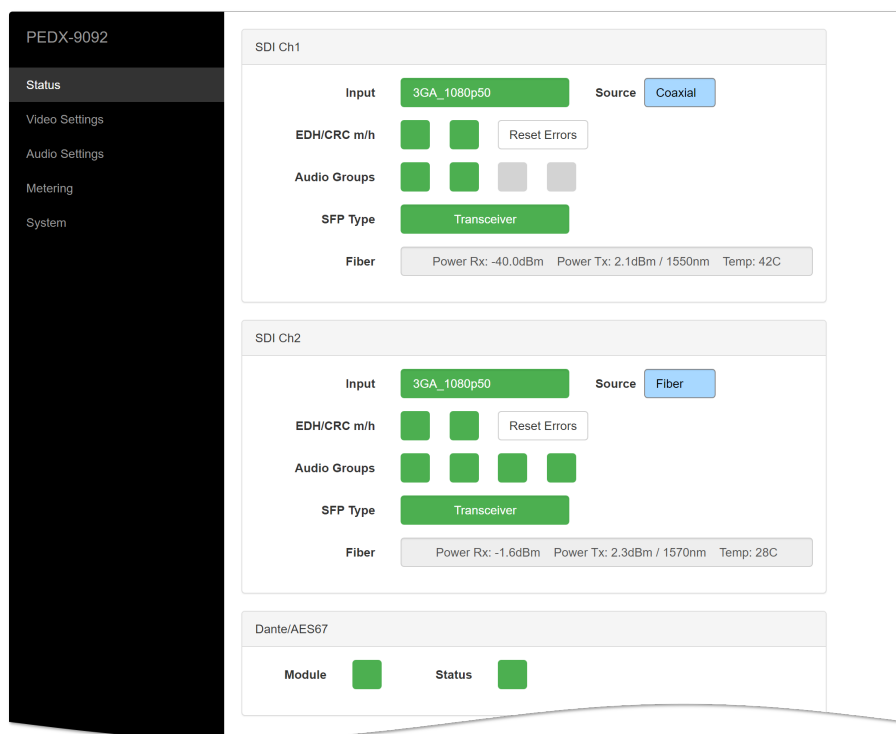 PEDX-9092
Status
Video Settings
Audio Settings
Metering
System
SDI Ch1
Input 3GA_1080p50 Source Coaxial
EDH/CRC m/h Reset Errors
Audio Groups
SFP Type Transceiver
Fiber Power Rx: -40.0dBm Power Tx: 2.1dBm / 1550nm Temp: 42C
SDI Ch2
Input 3GA_1080p50 Source Fiber
EDH/CRC m/h Reset Errors
Audio Groups
SFP Type Transceiver
Fiber Power Rx: -1.6dBm Power Tx: 2.3dBm / 1570nm Temp: 28C
Dante/AES67
Module Status